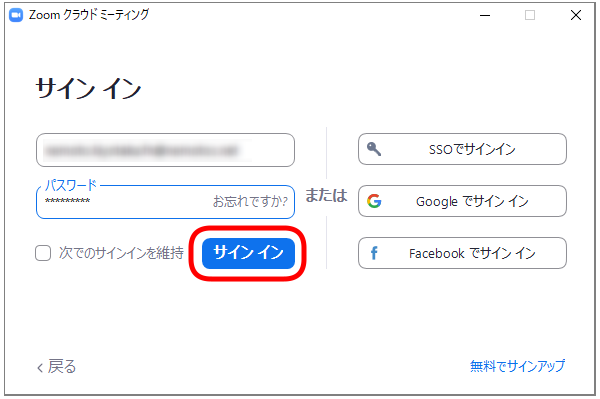 Zoom クラウド ミーティング
サイン イン
パスワード
*********
お忘れですか?
次でのサインインを維持
サイン イン
または
SSOでサインイン
Google でサイン イン
Facebook でサイン イン
戻る
無料でサインアップ